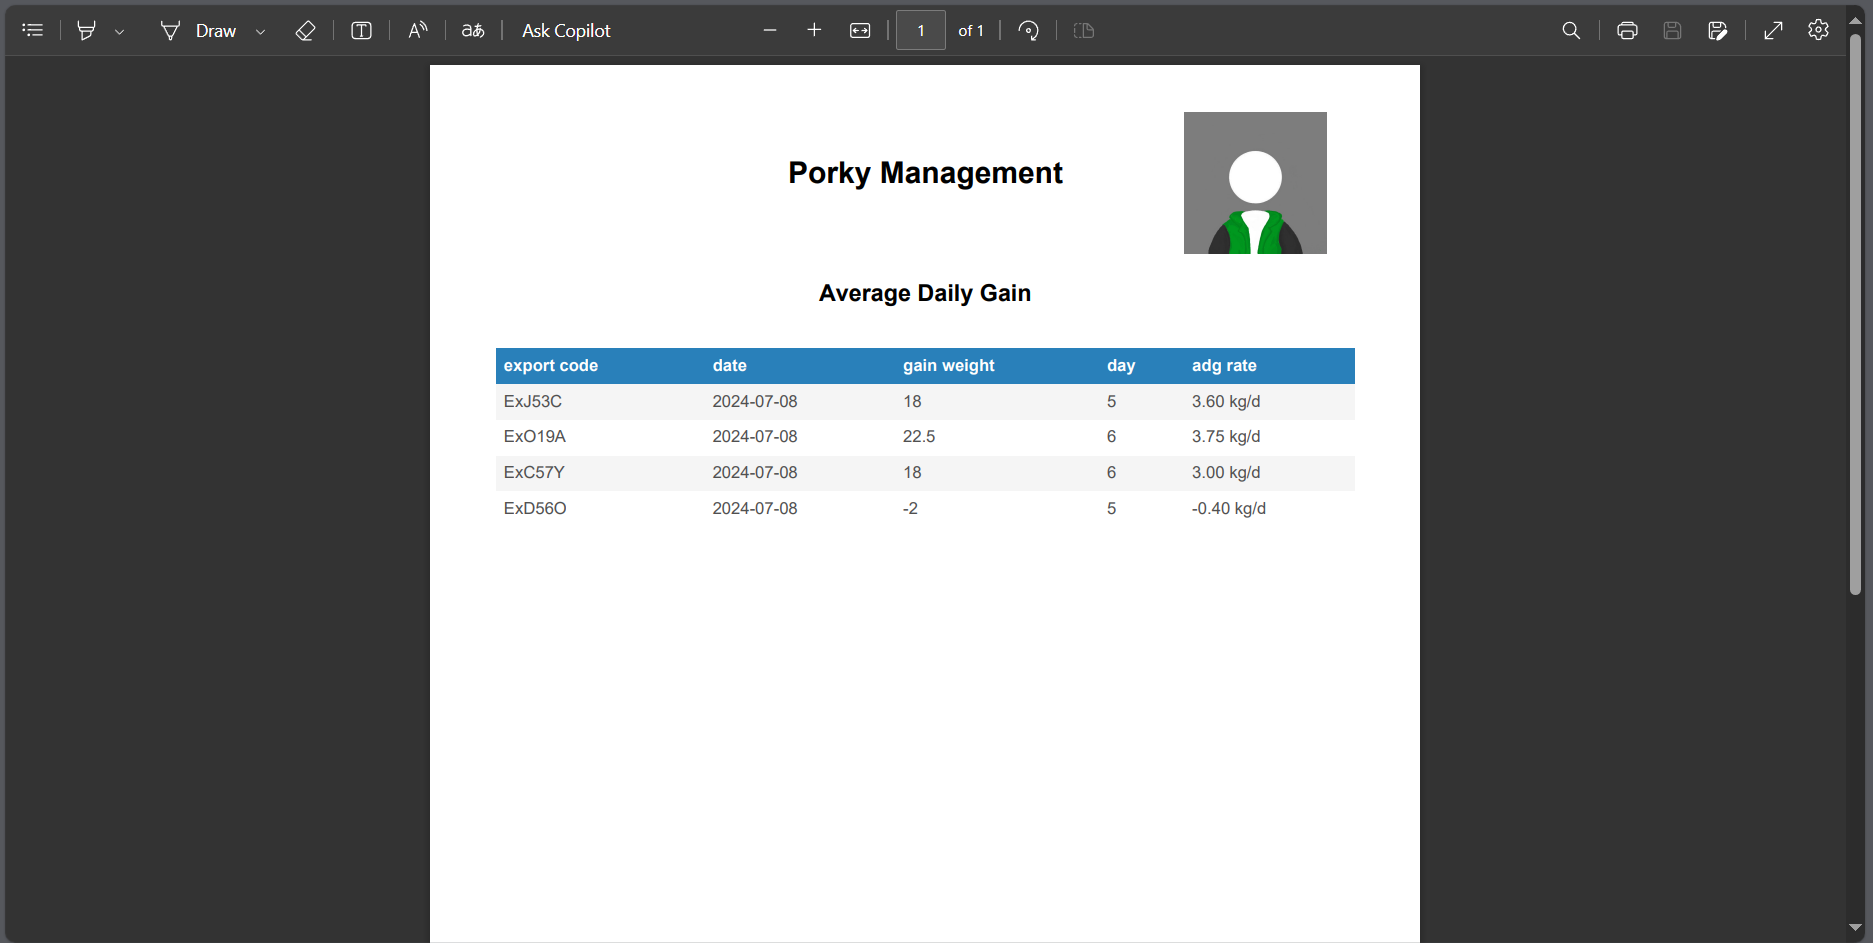 Draw
T
A
aあ
Ask Copilot
1
of 1
Porky Management
Average Daily Gain
export code date gain weight day adg rate
ExJ53C 2024-07-08 18 5 3.60 kg/d
ExO19A 2024-07-08 22.5 6 3.75 kg/d
ExC57Y 2024-07-08 18 6 3.00 kg/d
ExD56O 2024-07-08 -2 5 -0.40 kg/d